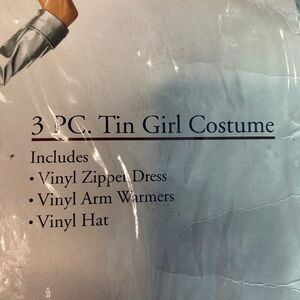 3 PC. Tin Girl Costume
Includes
• Vinyl Zipper Dress
• Vinyl Arm Warmers
• Vinyl Hat